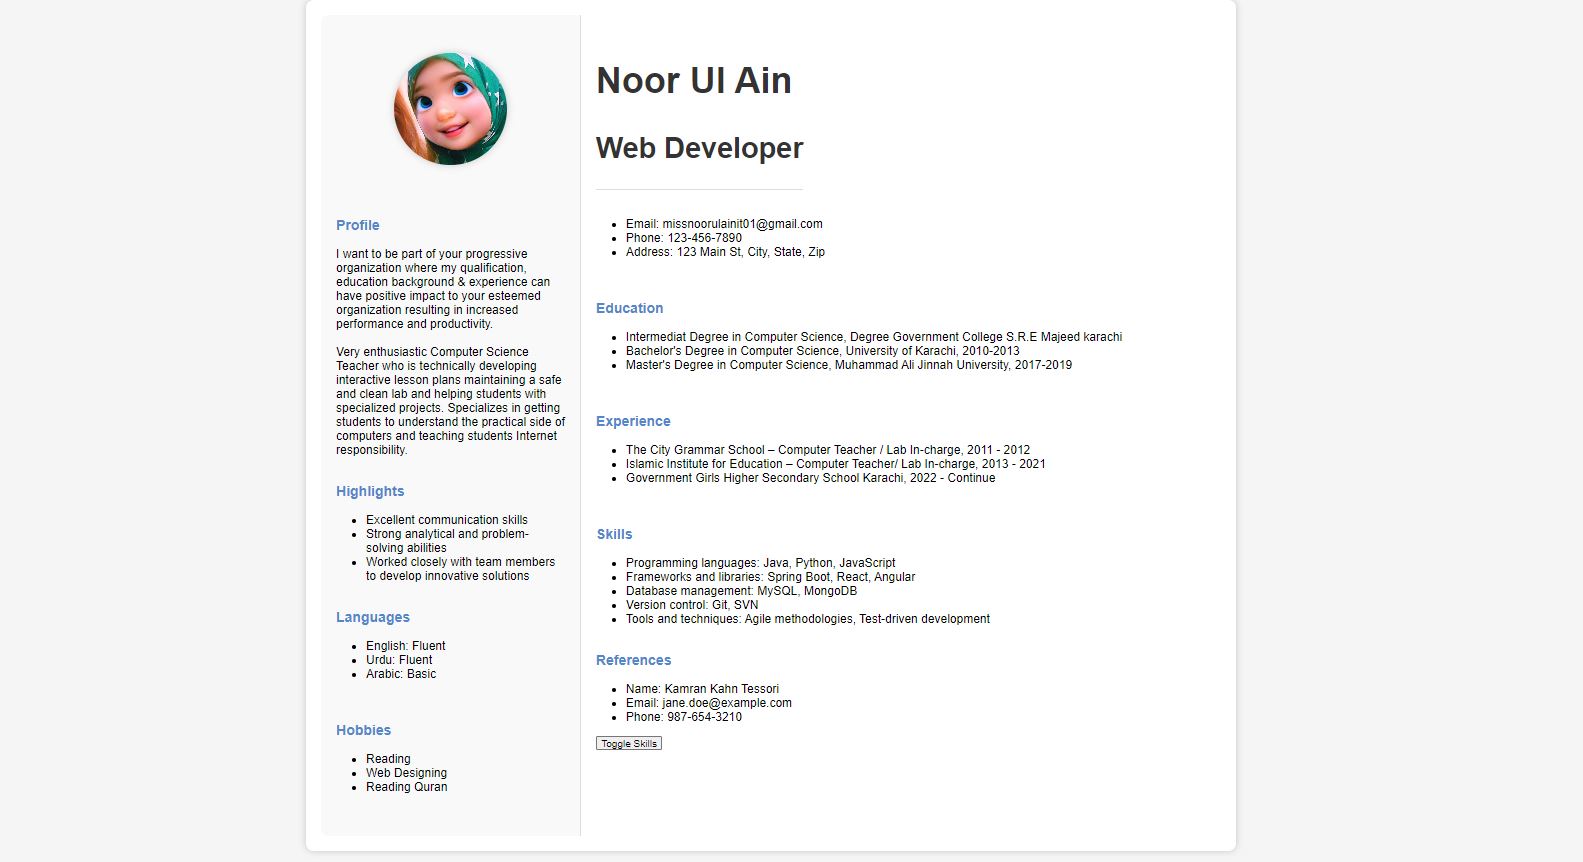 Profile
I want to be part of your progressive
organization where my qualification,
education background & experience can
have positive impact to your esteemed
organization resulting in increased
performance and productivity.
Very enthusiastic Computer Science
Teacher who is technically developing
interactive lesson plans maintaining a safe
and clean lab and helping students with
specialized projects. Specializes in getting
students to understand the practical side of
computers and teaching students Internet
responsibility.
Highlights
Excellent communication skills
Strong analytical and problem-
solving abilities
Worked closely with team members
to develop innovative solutions
Languages
English: Fluent
Urdu: Fluent
Arabic: Basic
Hobbies
Reading
Web Designing
Reading Quran
Noor Ul Ain
Web Developer
Email: missnoorulainit01@gmail.com
Phone: 123-456-7890
Address: 123 Main St, City, State, Zip
Education
Intermediat Degree in Computer Science, Degree Government College S.R.E Majeed karachi
Bachelor's Degree in Computer Science, University of Karachi, 2010-2013
Master's Degree in Computer Science, Muhammad Ali Jinnah University, 2017-2019
Experience
The City Grammar School – Computer Teacher / Lab In-charge, 2011 - 2012
Islamic Institute for Education – Computer Teacher/ Lab In-charge, 2013 - 2021
Government Girls Higher Secondary School Karachi, 2022 - Continue
Skills
Programming languages: Java, Python, JavaScript
Frameworks and libraries: Spring Boot, React, Angular
Database management: MySQL, MongoDB
Version control: Git, SVN
Tools and techniques: Agile methodologies, Test-driven development
References
Name: Kamran Kahn Tessori
Email: jane.doe@example.com
Phone: 987-654-3210
Toggle Skills